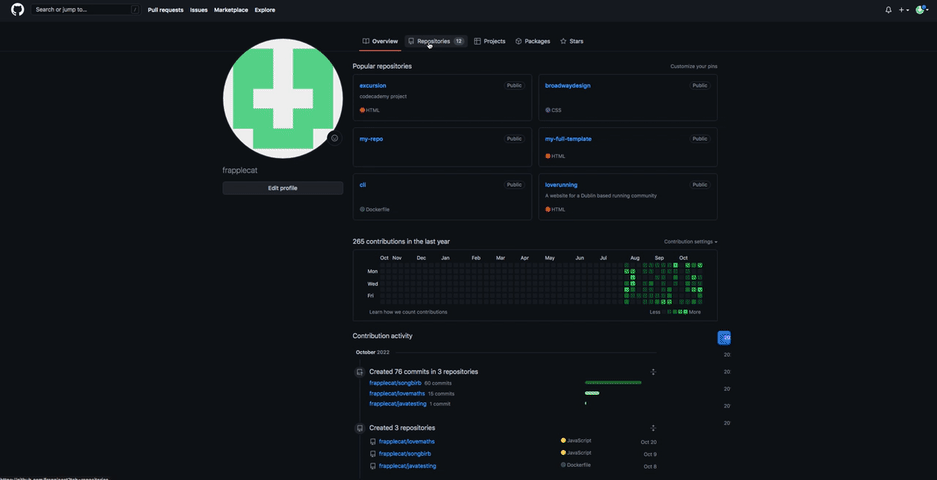 Search or jump to... /
Pull requests Issues Marketplace Explore
Overview Repositories 12 Projects Packages Stars
Popular repositories Customize your pins
excursion Public
codecademy project
HTML
broadwaydesign Public
CSS
my-repo Public
my-full-template Public
HTML
cli Public
Dockerfile
loverunning Public
A website for a Dublin based running community
HTML
frapplecat
Edit profile
265 contributions in the last year Contribution settings
Oct Nov Dec Jan Feb Mar Apr May Jun Jul Aug Sep Oct
Mon
Wed
Fri
Learn how we count contributions Less More
Contribution activity
October 2022
Created 76 commits in 3 repositories
frapplecat/songbirb 60 commits
frapplecat/lovemaths 15 commits
frapplecat/javatesting 1 commit
Created 3 repositories
frapplecat/lovemaths JavaScript Oct 20
frapplecat/songbirb JavaScript Oct 9
frapplecat/javatesting Dockerfile Oct 8
20
20
20
20
20
20